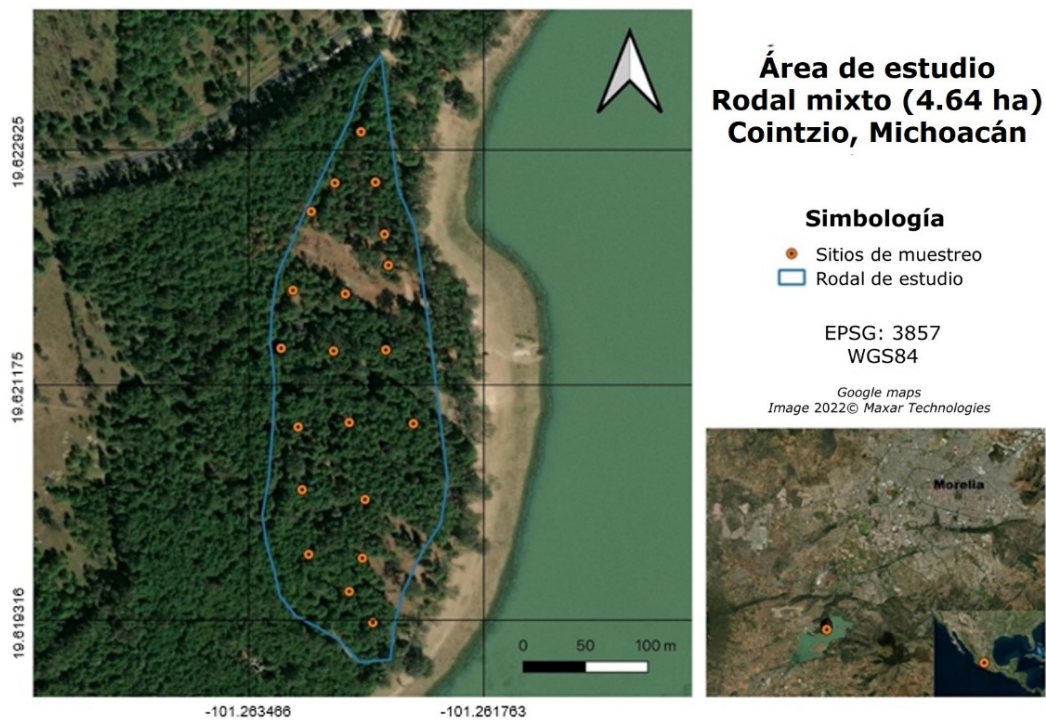 Área de estudio
Rodal mixto (4.64 ha)
Cointzio, Michoacán
Simbología
Sitios de muestreo
Rodal de estudio
EPSG: 3857
WGS84
Google maps
Image 2022© Maxar Technologies
19.622925
19.621175
19.619316
-101.263466
-101.261763
0 50 100 m
Morelia